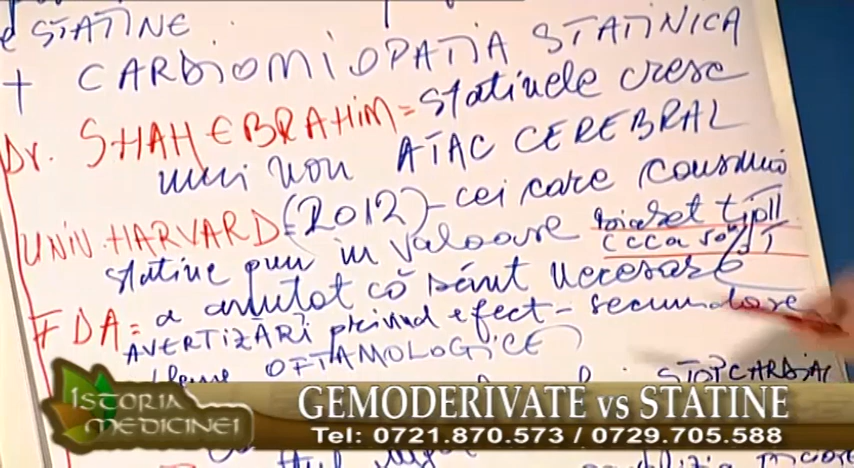 STATINE
+ CARDIOMIOPATIA STATINICA
Dr. SHAH EBRAHIM = statinele cresc
unui nou ATAC CEREBRAL
UNIV. HARVARD = (2012) - cei care consumă
statine pun în valoare diabet tip II
cca 50%
FDA = a anunțat că sunt necesare
AVERTIZĂRI privind efect - secundare
OFTAMOLOGICE
STOP CARDIAC
ISTORIA MEDICINEI
GEMODERIVATE vs STATINE
Tel: 0721.870.573 / 0729.705.588